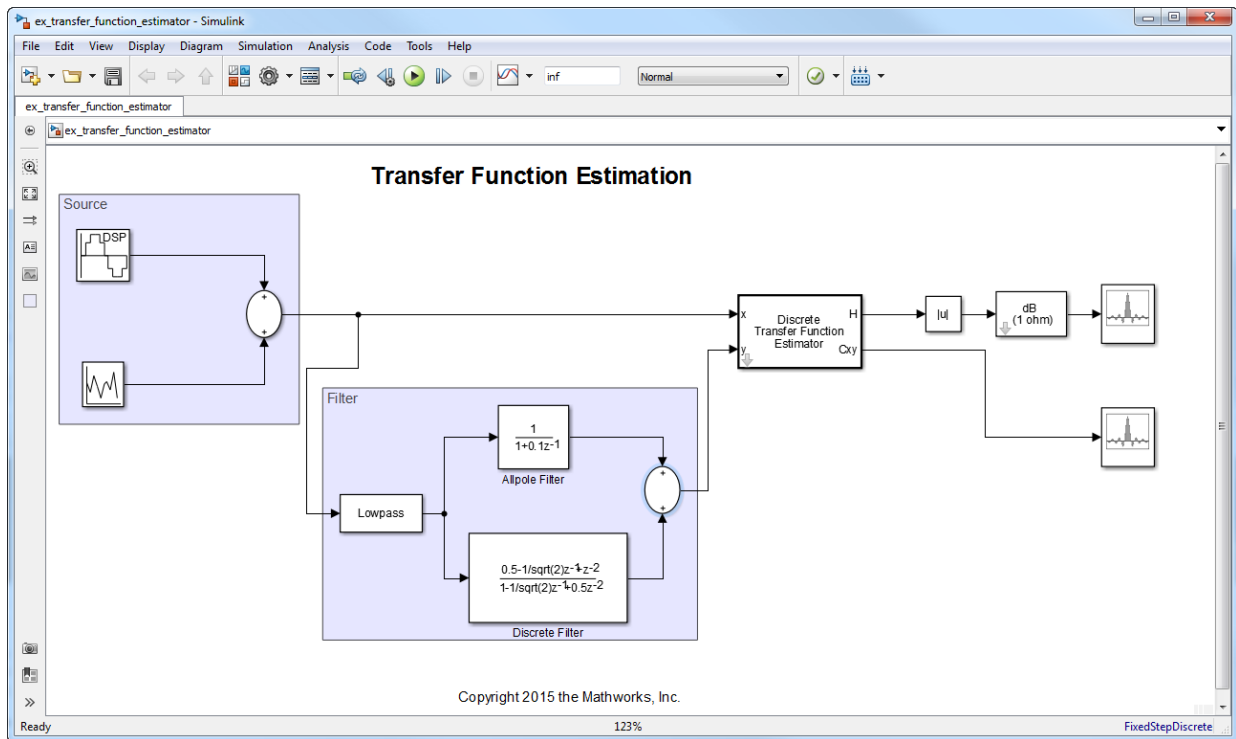 ex_transfer_function_estimator - Simulink
File Edit View Display Diagram Simulation Analysis Code Tools Help
inf Normal
ex_transfer_function_estimator
ex_transfer_function_estimator
Transfer Function Estimation
Source
DSP
+
+
x Discrete Transfer Function Estimator H
y Cxy
|u|
dB
(1 ohm)
Filter
1
1+0.1z-1
Allpole Filter
+
+
Lowpass
0.5-1/sqrt(2)z-1+z-2
1-1/sqrt(2)z-1+0.5z-2
Discrete Filter
Copyright 2015 the Mathworks, Inc.
Ready 123% FixedStepDiscrete